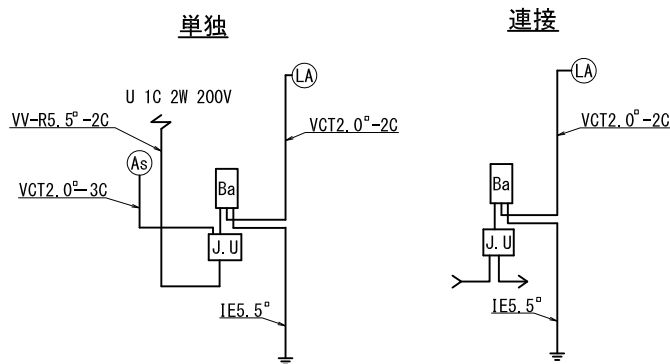 単独
連接
LA
LA
U 1C 2W 200V
VV-R5.5□-2C
VCT2.0□-2C
VCT2.0□-2C
As
Ba
Ba
VCT2.0□-3C
J.U
J.U
IE5.5□
IE5.5□